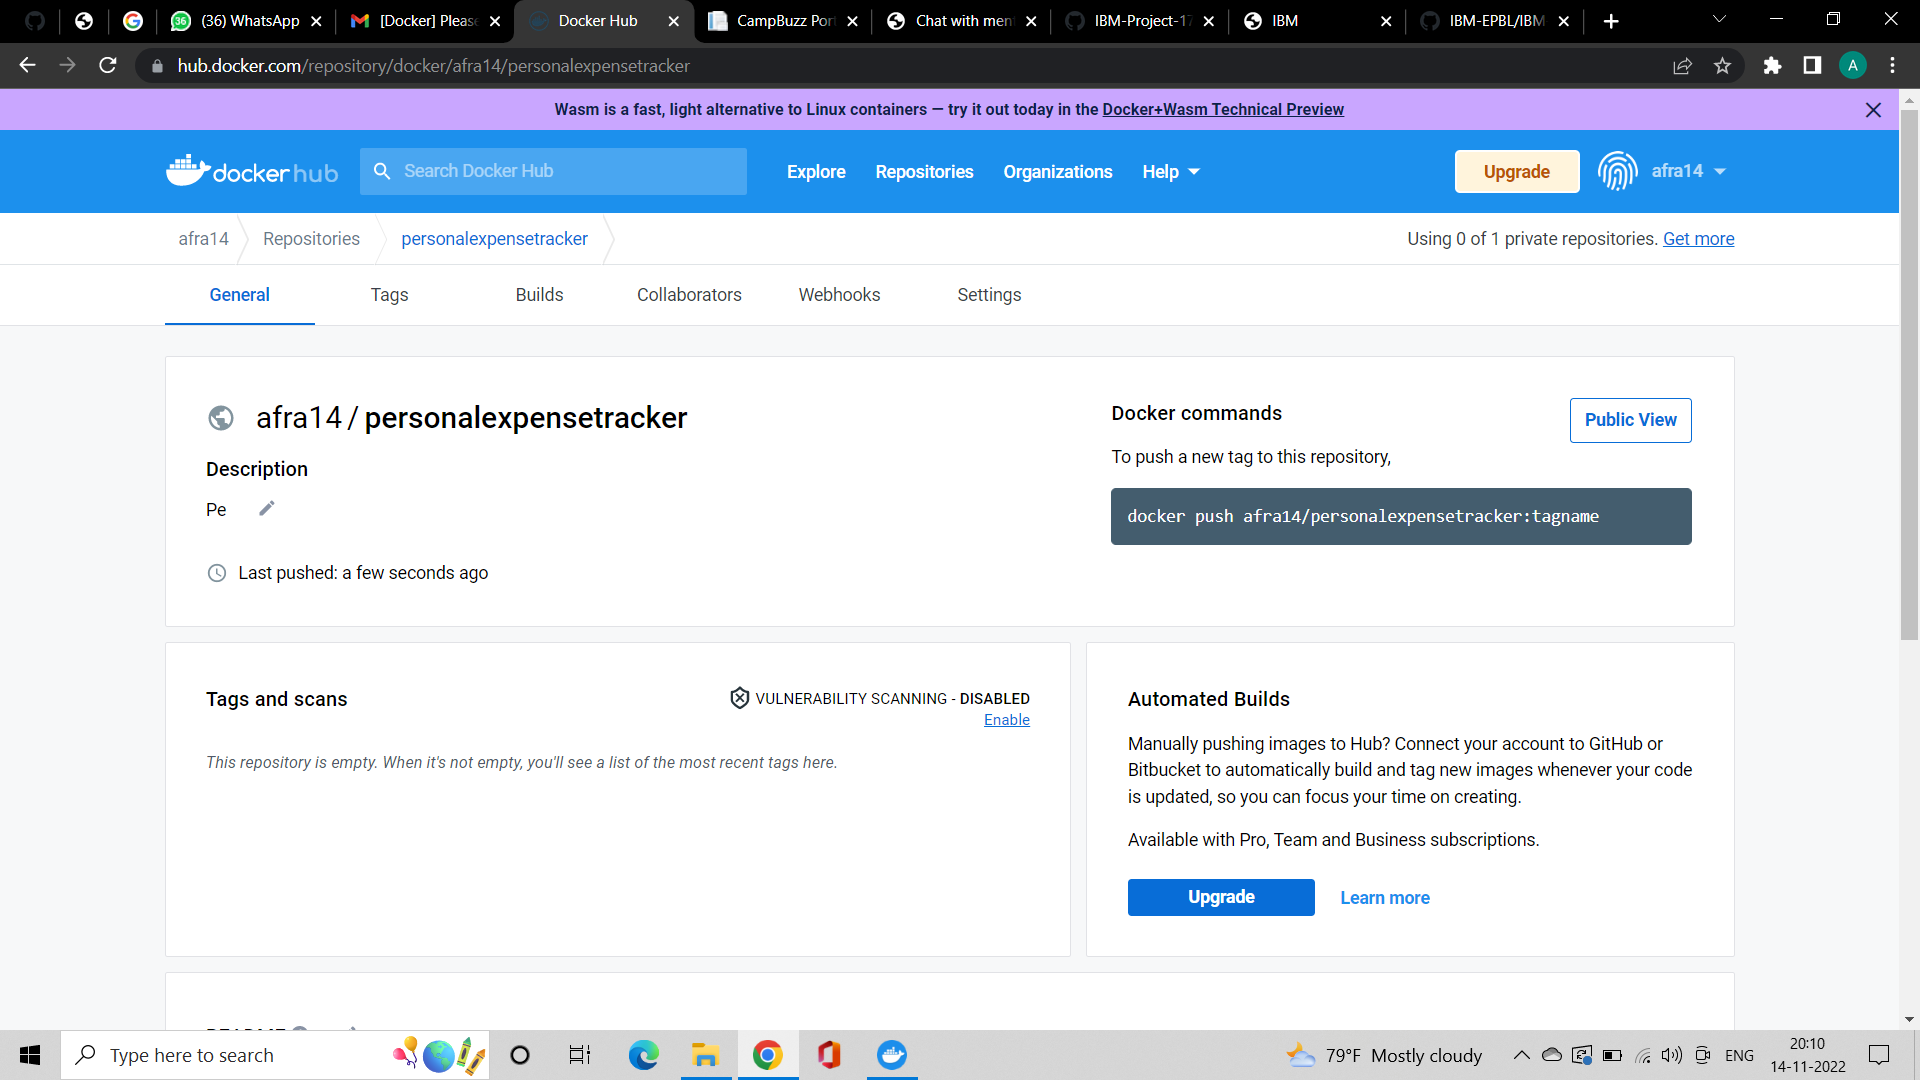 (36) WhatsApp
[Docker] Please
Docker Hub
CampBuzz Por
Chat with men
IBM-Project-17
IBM
IBM-EPBL/IBM
hub.docker.com/repository/docker/afra14/personalexpensetracker
A
Wasm is a fast, light alternative to Linux containers — try it out today in the Docker+Wasm Technical Preview
dockerhub
Search Docker Hub
Explore
Repositories
Organizations
Help
Upgrade
afra14
afra14
Repositories
personalexpensetracker
Using 0 of 1 private repositories. Get more
General
Tags
Builds
Collaborators
Webhooks
Settings
afra14 / personalexpensetracker
Description
Pe
Last pushed: a few seconds ago
Docker commands
Public View
To push a new tag to this repository,
docker push afra14/personalexpensetracker:tagname
Tags and scans
VULNERABILITY SCANNING - DISABLED
Enable
This repository is empty. When it's not empty, you'll see a list of the most recent tags here.
Automated Builds
Manually pushing images to Hub? Connect your account to GitHub or
Bitbucket to automatically build and tag new images whenever your code
is updated, so you can focus your time on creating.
Available with Pro, Team and Business subscriptions.
Upgrade
Learn more
Type here to search
79°F Mostly cloudy
ENG
20:10
14-11-2022